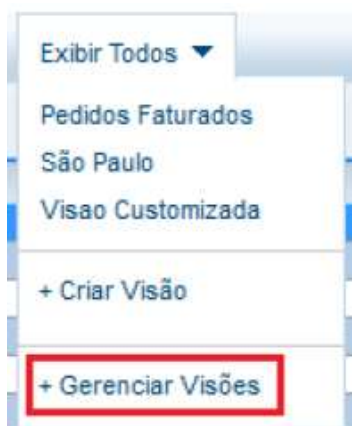 Exibir Todos
Pedidos Faturados
São Paulo
Visao Customizada
+ Criar Visão
+ Gerenciar Visões